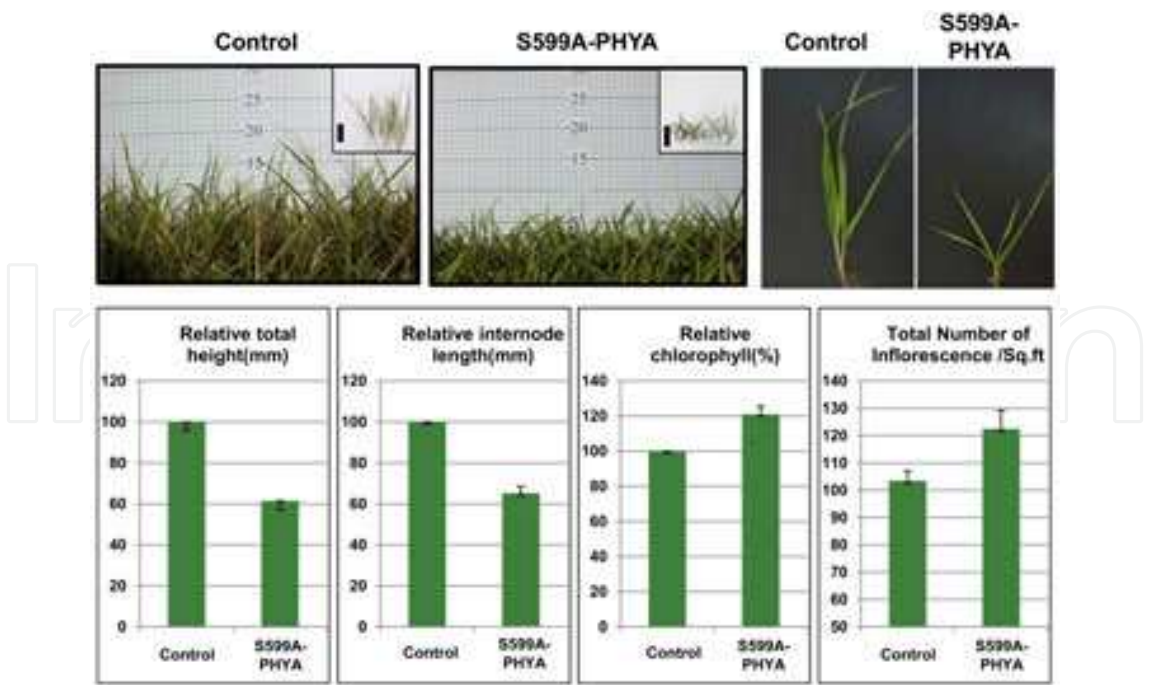 Control
S599A-PHYA
Control
S599A-
PHYA
25
20
15
25
20
15
Relative total
height(mm)
120
100
80
60
40
20
0
Control
S599A-
PHYA
Relative internode
length(mm)
120
100
80
60
40
20
0
Control
S599A-
PHYA
Relative
chlorophyll(%)
140
120
100
80
60
40
20
0
Control
S599A-
PHYA
Total Number of
Inflorescence /Sq.ft
140
130
120
110
100
90
80
70
60
50
Control
S599A-
PHYA